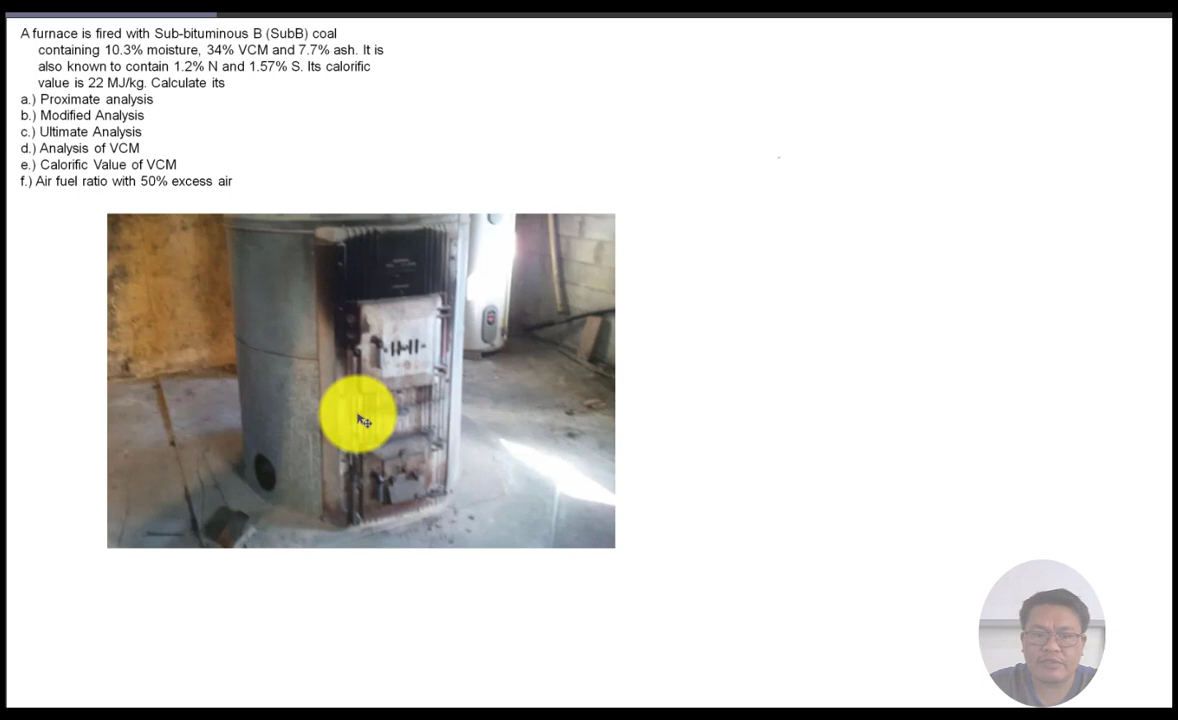 A furnace is fired with Sub-bituminous B (SubB) coal
containing 10.3% moisture, 34% VCM and 7.7% ash. It is
also known to contain 1.2% N and 1.57% S. Its calorific
value is 22 MJ/kg. Calculate its
a.) Proximate analysis
b.) Modified Analysis
c.) Ultimate Analysis
d.) Analysis of VCM
e.) Calorific Value of VCM
f.) Air fuel ratio with 50% excess air